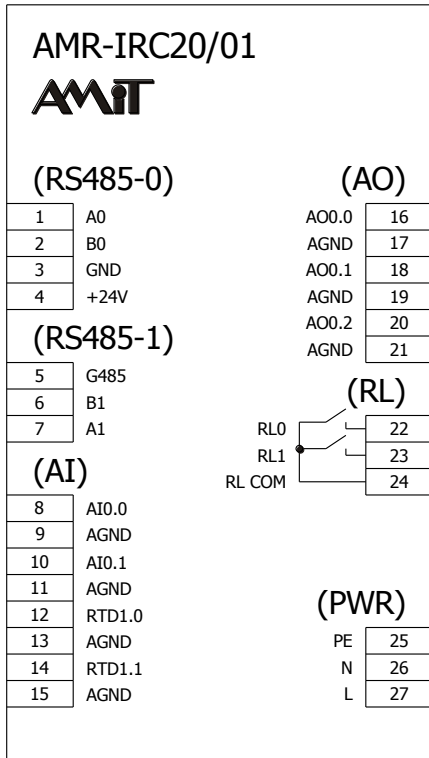 AMR-IRC20/01
AMiT
(RS485-0)
1 A0
2 B0
3 GND
4 +24V
(RS485-1)
5 G485
6 B1
7 A1
(AI)
8 AI0.0
9 AGND
10 AI0.1
11 AGND
12 RTD1.0
13 AGND
14 RTD1.1
15 AGND
(AO)
AO0.0 16
AGND 17
AO0.1 18
AGND 19
AO0.2 20
AGND 21
(RL)
RL0 22
RL1 23
RL COM 24
(PWR)
PE 25
N 26
L 27